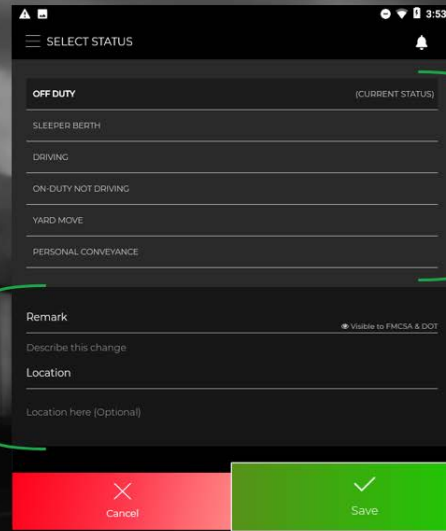 3:53
SELECT STATUS
OFF DUTY (CURRENT STATUS)
SLEEPER BERTH
DRIVING
ON-DUTY NOT DRIVING
YARD MOVE
PERSONAL CONVEYANCE
Remark
Visible to FMCSA & DOT
Describe this change
Location
Location here (Optional)
Cancel
Save